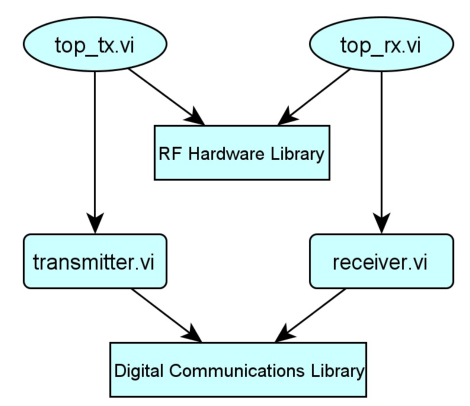 top_tx.vi
top_rx.vi
RF Hardware Library
transmitter.vi
receiver.vi
Digital Communications Library